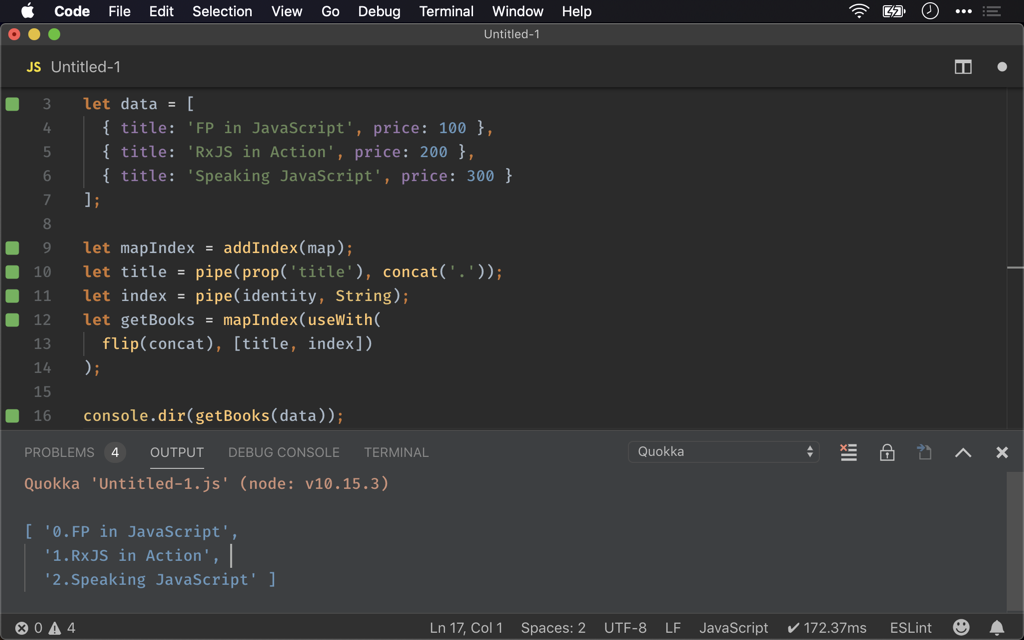 Code File Edit Selection View Go Debug Terminal Window Help
Untitled-1
JS Untitled-1
3 let data = [
4 { title: 'FP in JavaScript', price: 100 },
5 { title: 'RxJS in Action', price: 200 },
6 { title: 'Speaking JavaScript', price: 300 }
7 ];
8
9 let mapIndex = addIndex(map);
10 let title = pipe(prop('title'), concat('.'));
11 let index = pipe(identity, String);
12 let getBooks = mapIndex(useWith(
13 flip(concat), [title, index])
14 );
15
16 console.dir(getBooks(data));
PROBLEMS 4 OUTPUT DEBUG CONSOLE TERMINAL Quokka
Quokka 'Untitled-1.js' (node: v10.15.3)
[ '0.FP in JavaScript',
'1.RxJS in Action',
'2.Speaking JavaScript' ]
0 4 Ln 17, Col 1 Spaces: 2 UTF-8 LF JavaScript ✔ 172.37ms ESLint